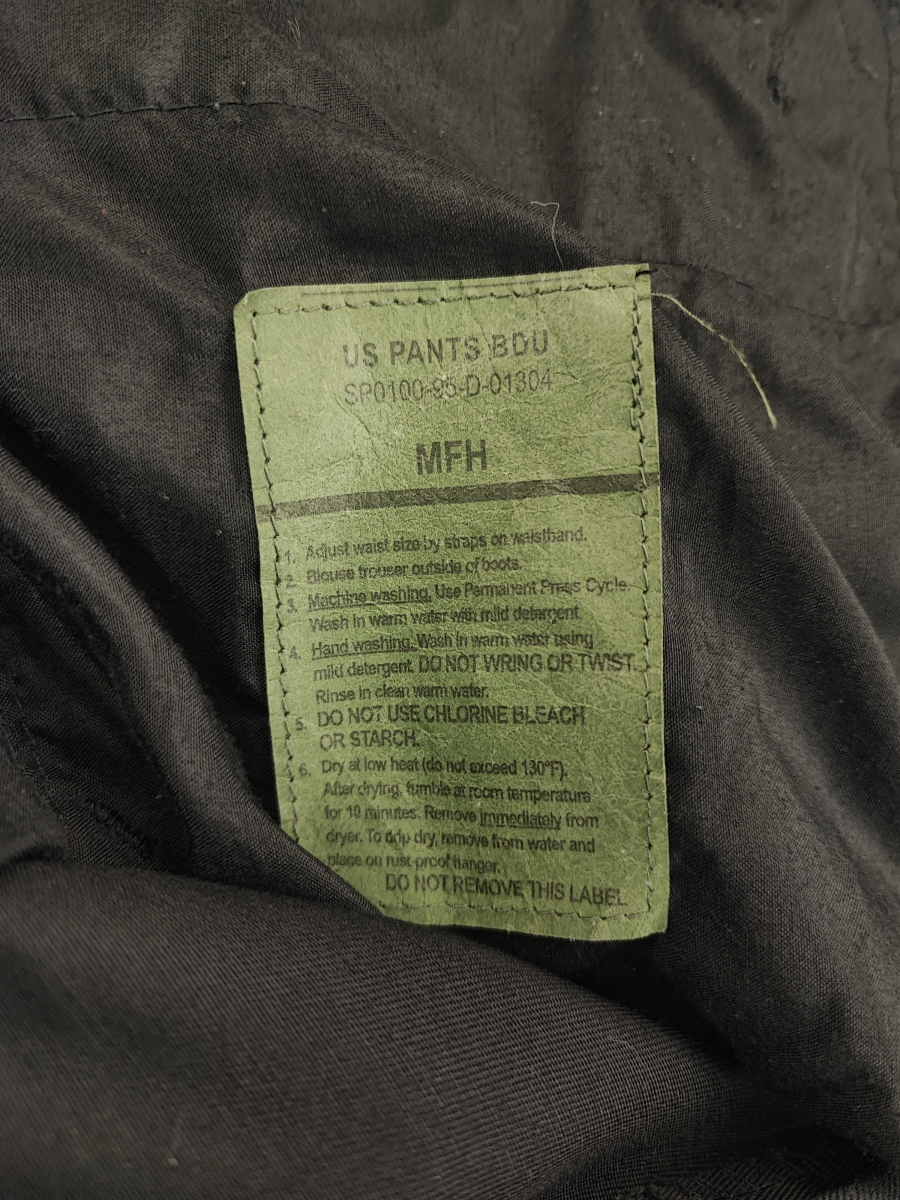 US PANTS BDU
SP0100-95-D-01304
MFH
1. Adjust waist size by straps on waistband.
2. Blouse trouser outside of boots.
3. Machine washing. Use Permanent Press Cycle.
Wash in warm water with mild detergent
4. Hand washing. Wash in warm water using
mild detergent. DO NOT WRING OR TWIST.
Rinse in clean warm water.
5. DO NOT USE CHLORINE BLEACH
OR STARCH.
6. Dry at low heat (do not exceed 130°F).
After drying, tumble at room temperature
for 10 minutes. Remove immediately from
dryer. To drip dry, remove from water and
place on rust-proof hanger.
DO NOT REMOVE THIS LABEL